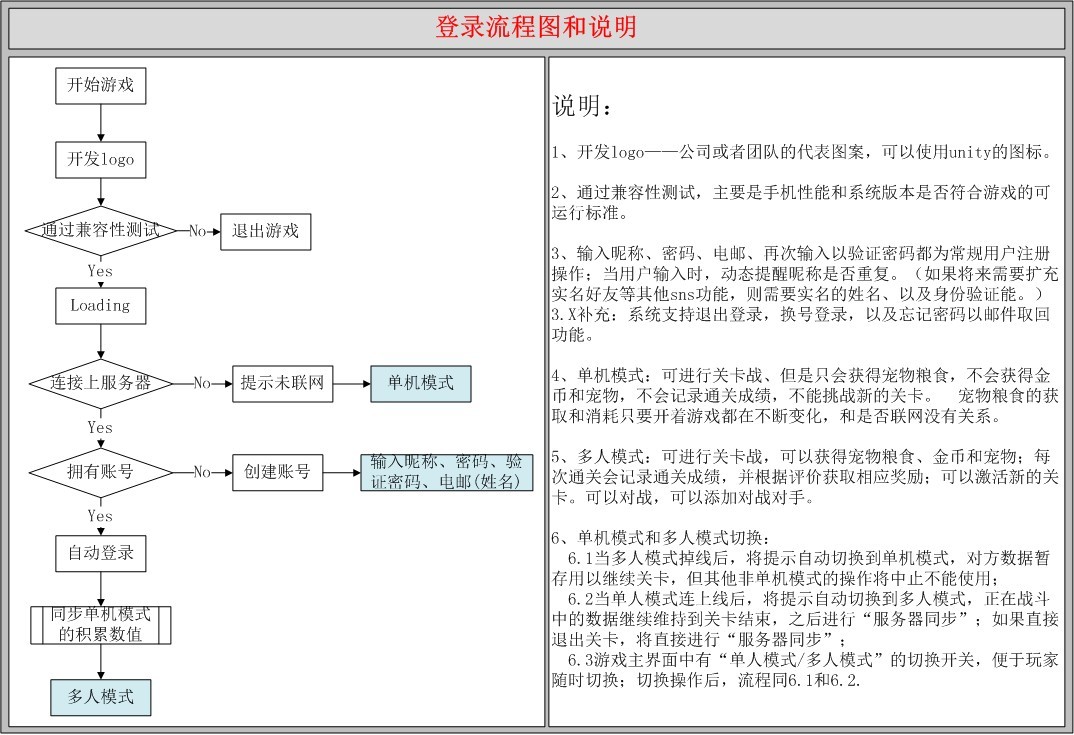 登录流程图和说明
开始游戏
开发logo
通过兼容性测试
No
退出游戏
Yes
Loading
连接上服务器
No
提示未联网
单机模式
Yes
拥有账号
No
创建账号
输入昵称、密码、验
证密码、电邮(姓名)
Yes
自动登录
同步单机模式
的积累数值
多人模式
说明：
1、开发logo——公司或者团队的代表图案，可以使用unity的图标。
2、通过兼容性测试，主要是手机性能和系统版本是否符合游戏的可
运行标准。
3、输入昵称、密码、电邮、再次输入以验证密码都为常规用户注册
操作；当用户输入时，动态提醒昵称是否重复。（如果将来需要扩充
实名好友等其他sns功能，则需要实名的姓名、以及身份验证能。）
3.X补充：系统支持退出登录，换号登录，以及忘记密码以邮件取回
功能。
4、单机模式：可进行关卡战、但是只会获得宠物粮食，不会获得金
币和宠物，不会记录通关成绩，不能挑战新的关卡。 宠物粮食的获
取和消耗只要开着游戏都在不断变化，和是否联网没有关系。
5、多人模式：可进行关卡战，可以获得宠物粮食、金币和宠物；每
次通关会记录通关成绩，并根据评价获取相应奖励；可以激活新的关
卡。可以对战，可以添加对战对手。
6、单机模式和多人模式切换：
6.1当多人模式掉线后，将提示自动切换到单机模式，对方数据暂
存用以继续关卡，但其他非单机模式的操作将中止不能使用；
6.2当单人模式连上线后，将提示自动切换到多人模式，正在战斗
中的数据继续维持到关卡结束，之后进行“服务器同步”；如果直接
退出关卡，将直接进行“服务器同步”；
6.3游戏主界面中有“单人模式/多人模式”的切换开关，便于玩家
随时切换；切换操作后，流程同6.1和6.2.